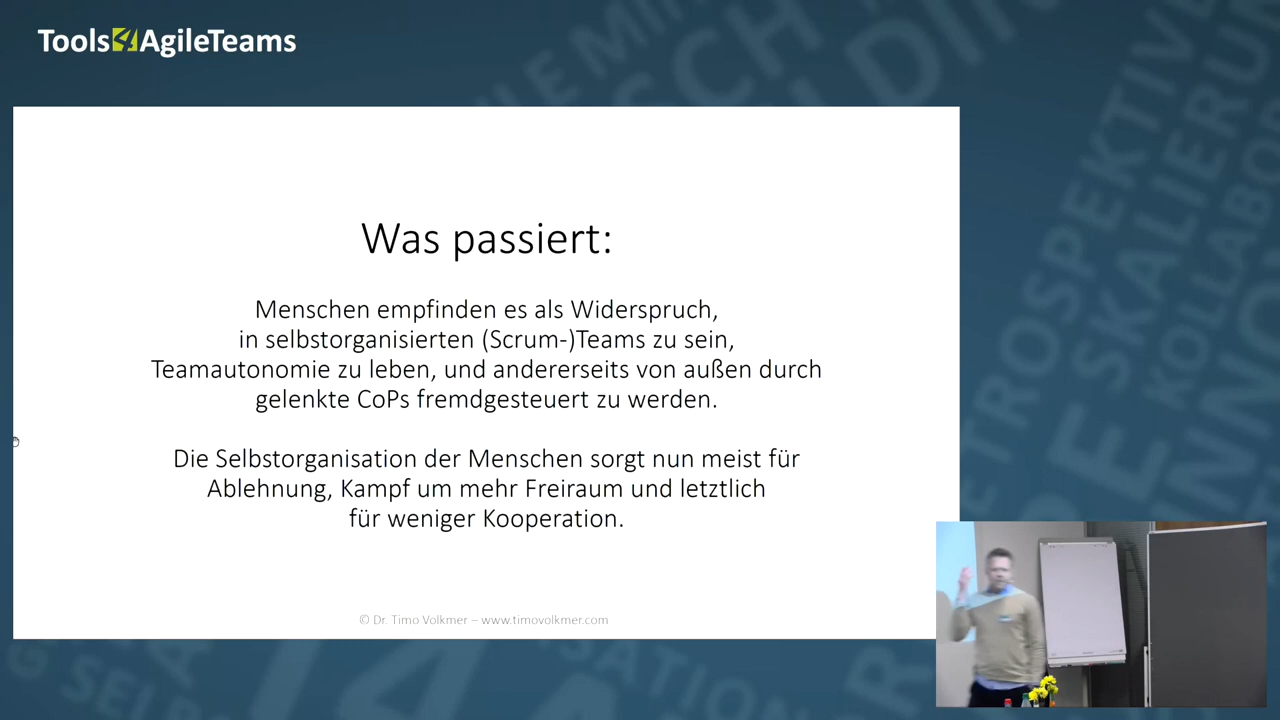 Tools4AgileTeams
Was passiert:
Menschen empfinden es als Widerspruch,
in selbstorganisierten (Scrum-)Teams zu sein,
Teamautonomie zu leben, und andererseits von außen durch
gelenkte CoPs fremdgesteuert zu werden.
Die Selbstorganisation der Menschen sorgt nun meist für
Ablehnung, Kampf um mehr Freiraum und letztlich
für weniger Kooperation.
© Dr. Timo Volkmer – www.timovolkmer.com